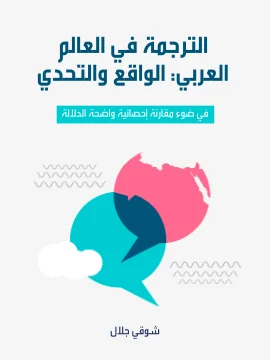 الترجمة في العالم
العربي: الواقع والتحدي
في ضوء مقارنة إحصائية واضحة الدلالة
شوقي جلال